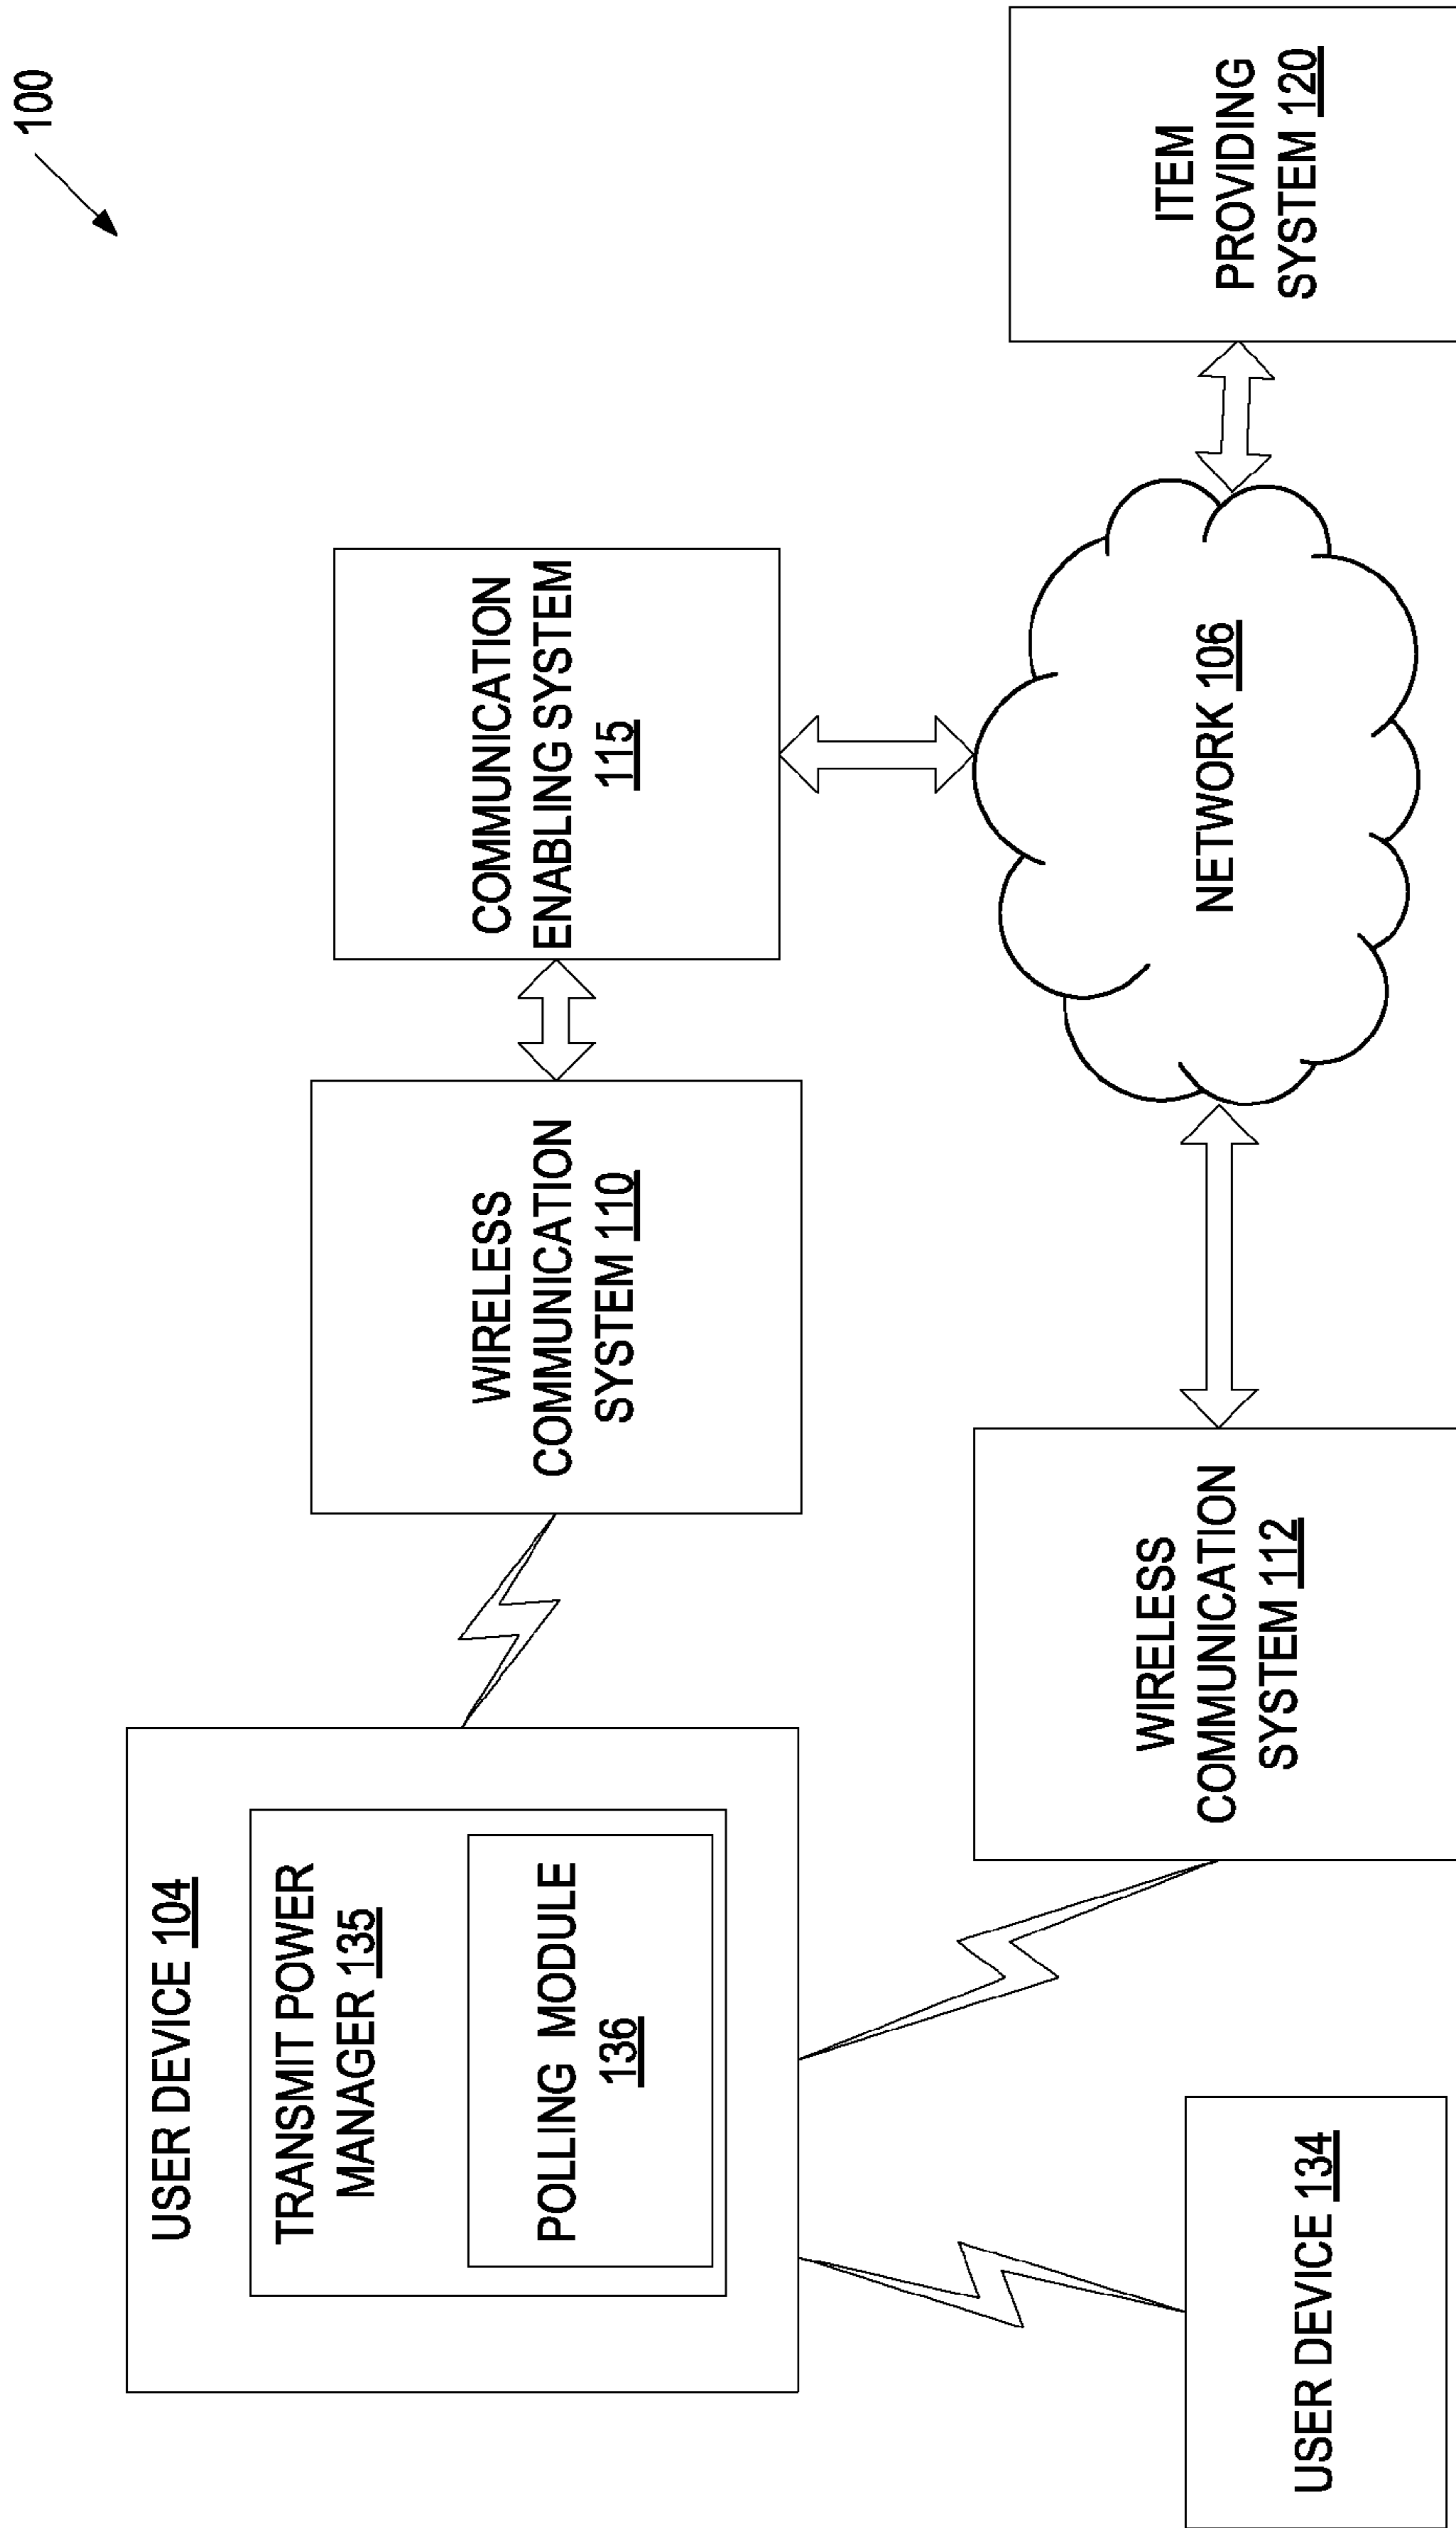 100
USER DEVICE 104
TRANSMIT POWER
MANAGER 135
POLLING MODULE
136
WIRELESS
COMMUNICATION
SYSTEM 110
COMMUNICATION
ENABLING SYSTEM
115
USER DEVICE 134
WIRELESS
COMMUNICATION
SYSTEM 112
NETWORK 106
ITEM
PROVIDING
SYSTEM 120